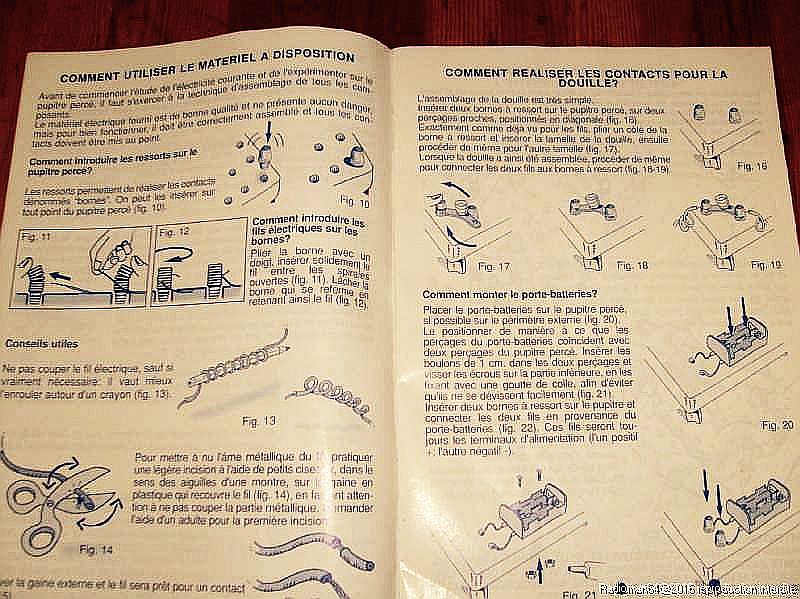 COMMENT UTILISER LE MATERIEL A DISPOSITION
Avant de commencer l'étude de l'électricité courante et de l'expérimenter sur le
pupitre percé, il faut s'exercer à la technique d'assemblage de tous les com-
posants.
Le matériel électrique fourni est de bonne qualité et ne présente aucun danger,
mais pour bien fonctionner, il doit être correctement assemblé et tous les con-
tacts doivent être mis au point.
Comment introduire les ressorts sur le
pupitre percé?
Les ressorts permettent de réaliser les contacts
dénommés "bornes". On peut les insérer sur
tout point du pupitre percé (fig. 10).
Fig. 10
Fig. 11
Fig. 12
Comment introduire les
fils électriques sur les
bornes?
Plier la borne avec un
doigt, insérer solidement le
fil entre les spirales
ouvertes (fig. 11). Lâcher la
borne qui se referme en
retenant ainsi le fil (fig. 12).
Conseils utiles
Ne pas couper le fil électrique, sauf si
vraiment nécessaire: il vaut mieux
l'enrouler autour d'un crayon (fig. 13).
Fig. 13
Pour mettre à nu l'âme métallique du pratiquer
une légère incision à l'aide de petits dans le
sens des aiguilles d'une montre, sur gaine en
plastique qui recouvre le fil (fig. 14), en atten-
tion à ne pas couper la partie métallique.
l'aide d'un adulte pour la première incision
Fig. 14
la gaine externe et le fil sera prêt pour un contact
COMMENT REALISER LES CONTACTS POUR LA
DOUILLE?
L'assemblage de la douille est très simple.
Insérer deux bornes à ressort sur le pupitre percé, sur deux
perçages proches, positionnés en diagonale (fig. 16).
Exactement comme déjà vu pour les fils, plier un côté de la
borne à ressort et insérer la lamelle de la douille, ensuite
procéder de même pour l'autre lamelle (fig. 17).
Lorsque la douille a ainsi été assemblée, procéder de même
pour connecter les deux fils aux bornes à ressort (fig. 18-19).
Fig. 16
Fig. 17
Fig. 18
Fig. 19
Comment monter le porte-batteries?
Placer le porte-batteries sur le pupitre percé,
si possible sur le périmètre externe (fig. 20).
Le positionner de manière à ce que les
perçages du porte-batteries coïncident avec
deux perçages du pupitre percé. Insérer les
boulons de 1 cm. dans les deux perçages et
visser les écrous sur la partie inférieure, en les
fixant avec une goutte de colle, afin d'éviter
qu'ils ne se dévissent facilement (fig. 21)
Insérer deux bornes à ressort sur le pupitre et
connecter les deux fils en provenance du
porte-batteries (fig. 22). Ces fils seront tou-
jours les terminaux d'alimentation (l'un positif
+; l'autre négatif -).
Fig. 20
Fig. 21